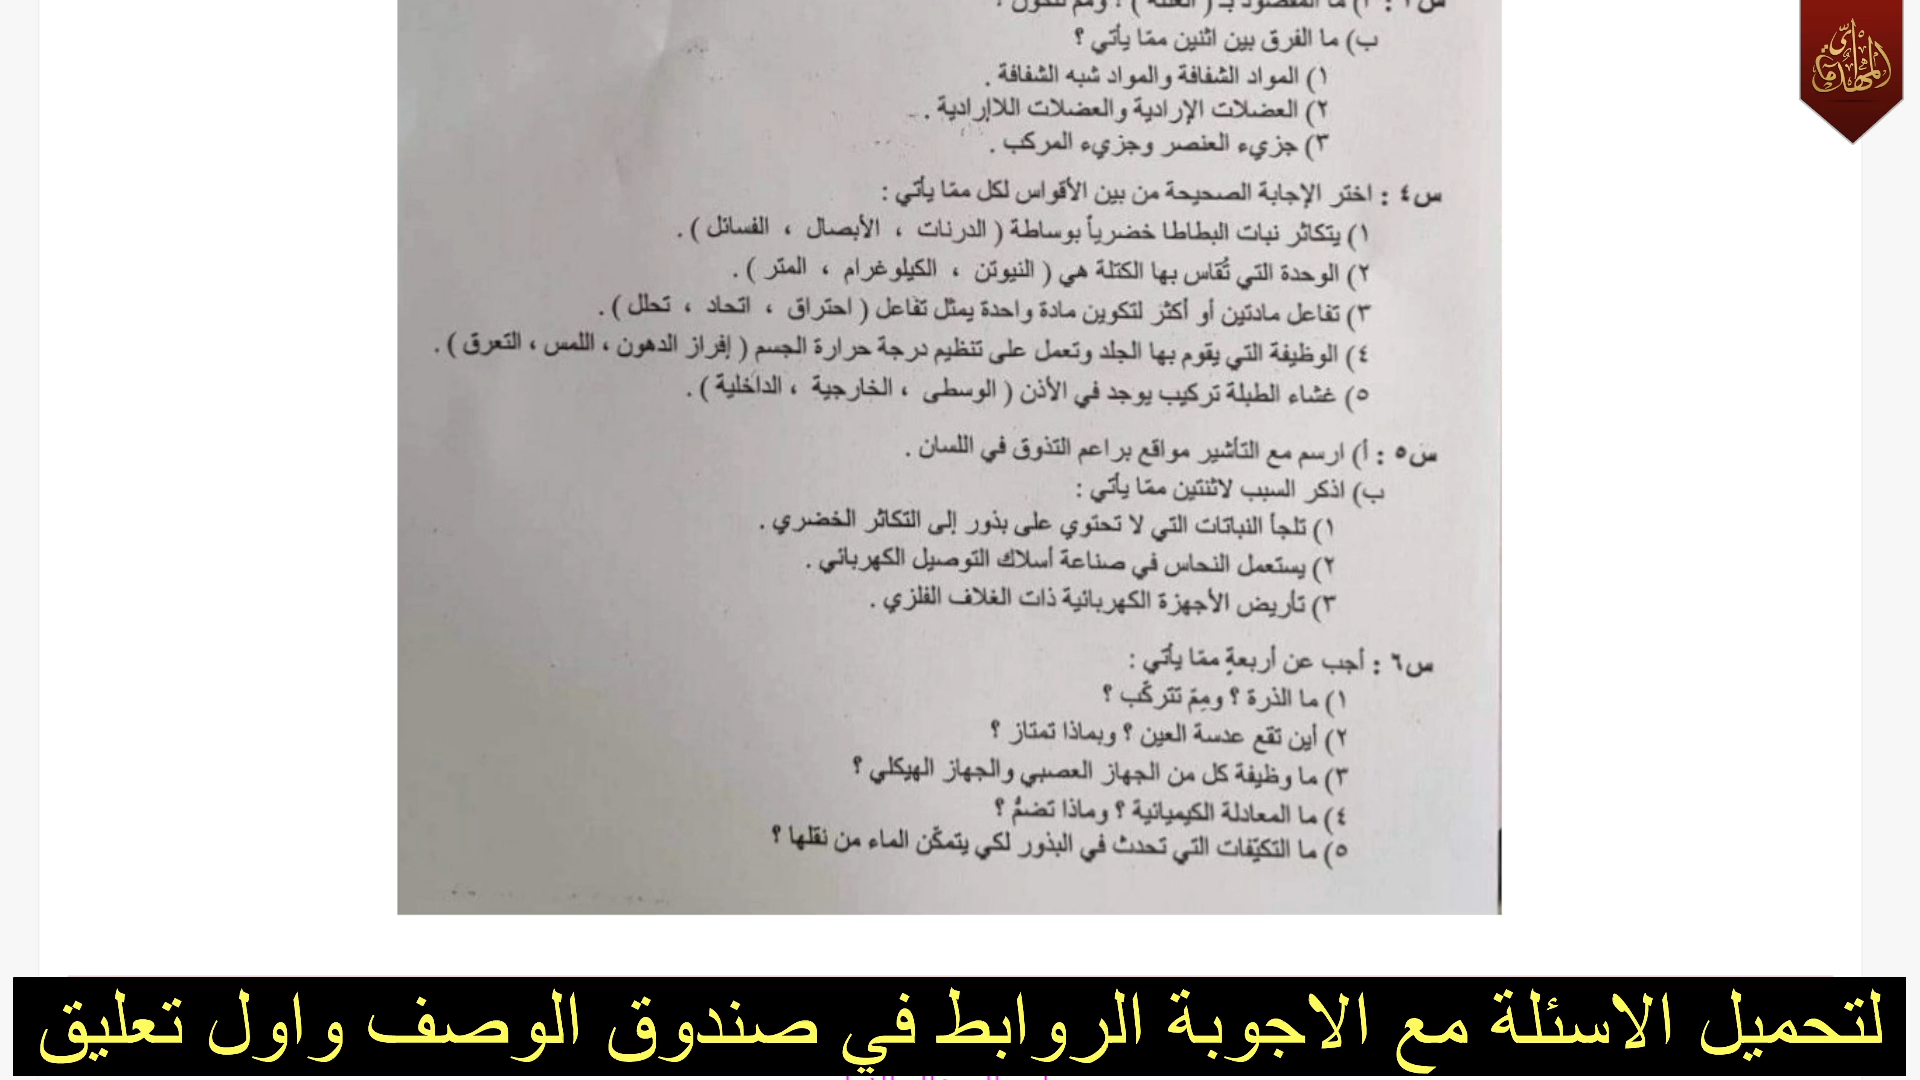 ما المقصود بـ
ب) ما الفرق بين اثنين ممّا يأتي ؟
١) المواد الشفافة والمواد شبه الشفافة .
٢) العضلات الإرادية والعضلات اللاإرادية .
٣) جزيء العنصر وجزيء المركب .
س٤ : اختر الإجابة الصحيحة من بين الأقواس لكل ممّا يأتي :
١) يتكاثر نبات البطاطا خضرياً بوساطة ( الدرنات ، الأبصال ، الفسائل ) .
٢) الوحدة التي تُقاس بها الكتلة هي ( النيوتن ، الكيلوغرام ، المتر ) .
٣) تفاعل مادتين أو أكثر لتكوين مادة واحدة يمثل تفاعل ( احتراق ، اتحاد ، تحلل ) .
٤) الوظيفة التي يقوم بها الجلد وتعمل على تنظيم درجة حرارة الجسم ( إفراز الدهون ، اللمس ، التعرق ) .
٥) غشاء الطبلة تركيب يوجد في الأذن ( الوسطى ، الخارجية ، الداخلية ) .
س٥ : أ) ارسم مع التأشير مواقع براعم التذوق في اللسان .
ب) اذكر السبب لاثنتين ممّا يأتي :
١) تلجأ النباتات التي لا تحتوي على بذور إلى التكاثر الخضري .
٢) يستعمل النحاس في صناعة أسلاك التوصيل الكهربائي .
٣) تأريض الأجهزة الكهربائية ذات الغلاف الفلزي .
س٦ : أجب عن أربعةٍ ممّا يأتي :
١) ما الذرة ؟ ومِمّ تتركّب ؟
٢) أين تقع عدسة العين ؟ وبماذا تمتاز ؟
٣) ما وظيفة كل من الجهاز العصبي والجهاز الهيكلي ؟
٤) ما المعادلة الكيميائية ؟ وماذا تضمُّ ؟
٥) ما التكيّفات التي تحدث في البذور لكي يتمكّن الماء من نقلها ؟
لتحميل الاسئلة مع الاجوبة الروابط في صندوق الوصف واول تعليق